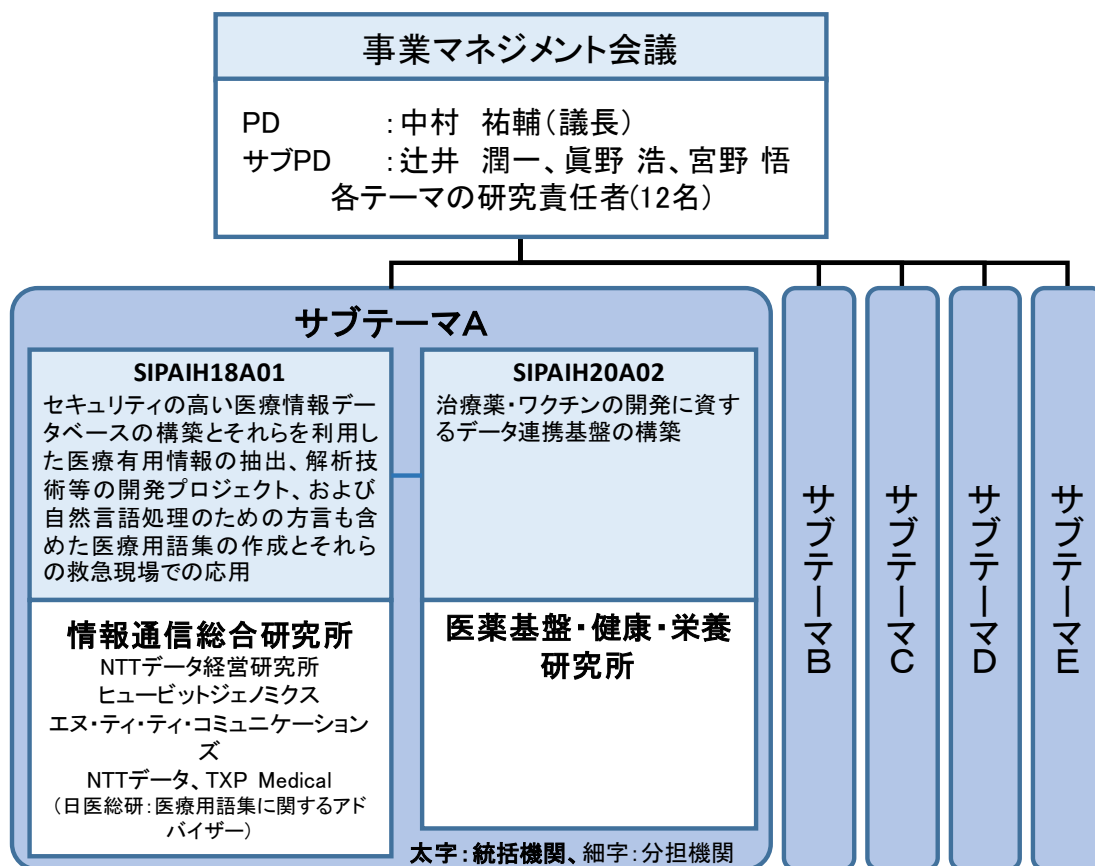 事業マネジメント会議
PD :中村 祐輔(議長)
サブPD :辻井 潤一、眞野 浩、宮野 悟
各テーマの研究責任者(12名)
サブテーマA
SIPAIH18A01
セキュリティの高い医療情報デー
タベースの構築とそれらを利用し
た医療有用情報の抽出、解析技
術等の開発プロジェクト、および
自然言語処理のための方言も含
めた医療用語集の作成とそれら
の救急現場での応用
情報通信総合研究所
NTTデータ経営研究所
ヒュービットジェノミクス
エヌ・ティ・ティ・コミュニケーション
ズ
NTTデータ、TXP Medical
(日医総研:医療用語集に関するアド
バイザー)
SIPAIH20A02
治療薬・ワクチンの開発に資す
るデータ連携基盤の構築
医薬基盤・健康・栄養
研究所
太字:統括機関、細字:分担機関
サブテーマB
サブテーマC
サブテーマD
サブテーマE